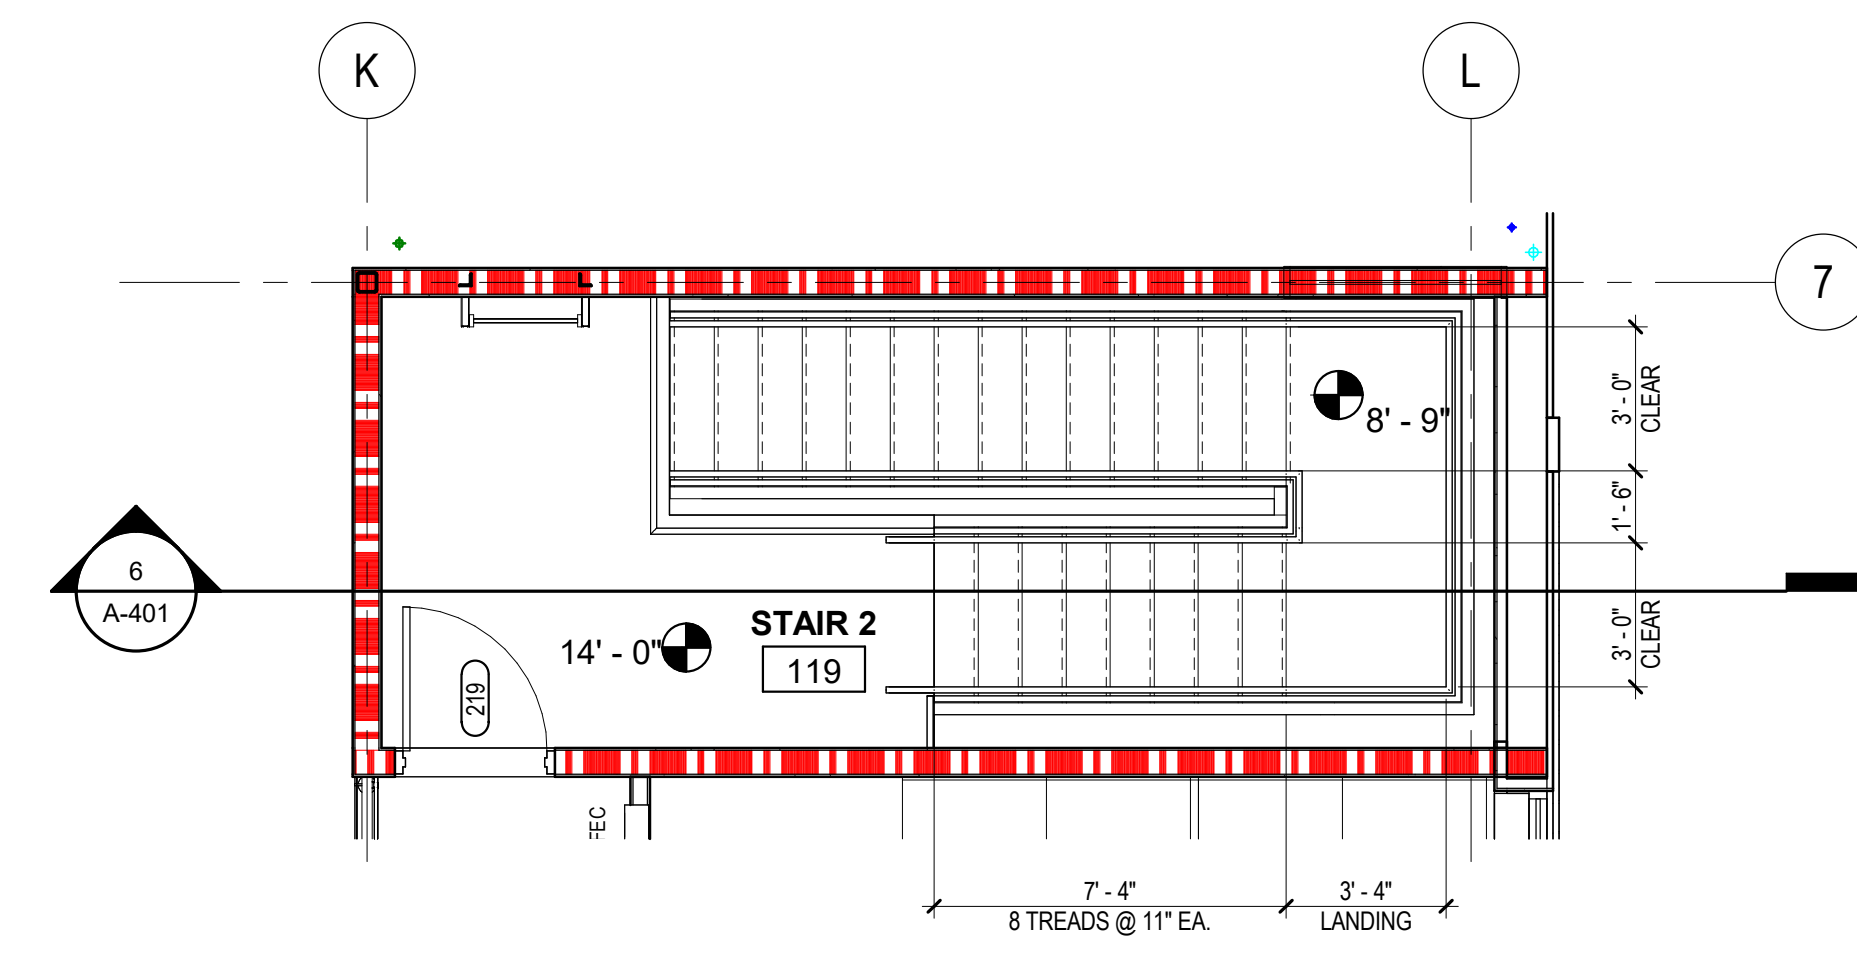 K
L
7
3' - 0"
CLEAR
8' - 9"
1' - 6"
6
A-401
STAIR 2
14' - 0"
119
3' - 0"
CLEAR
219
FEC
7' - 4"
3' - 4"
8 TREADS @ 11" EA.
LANDING